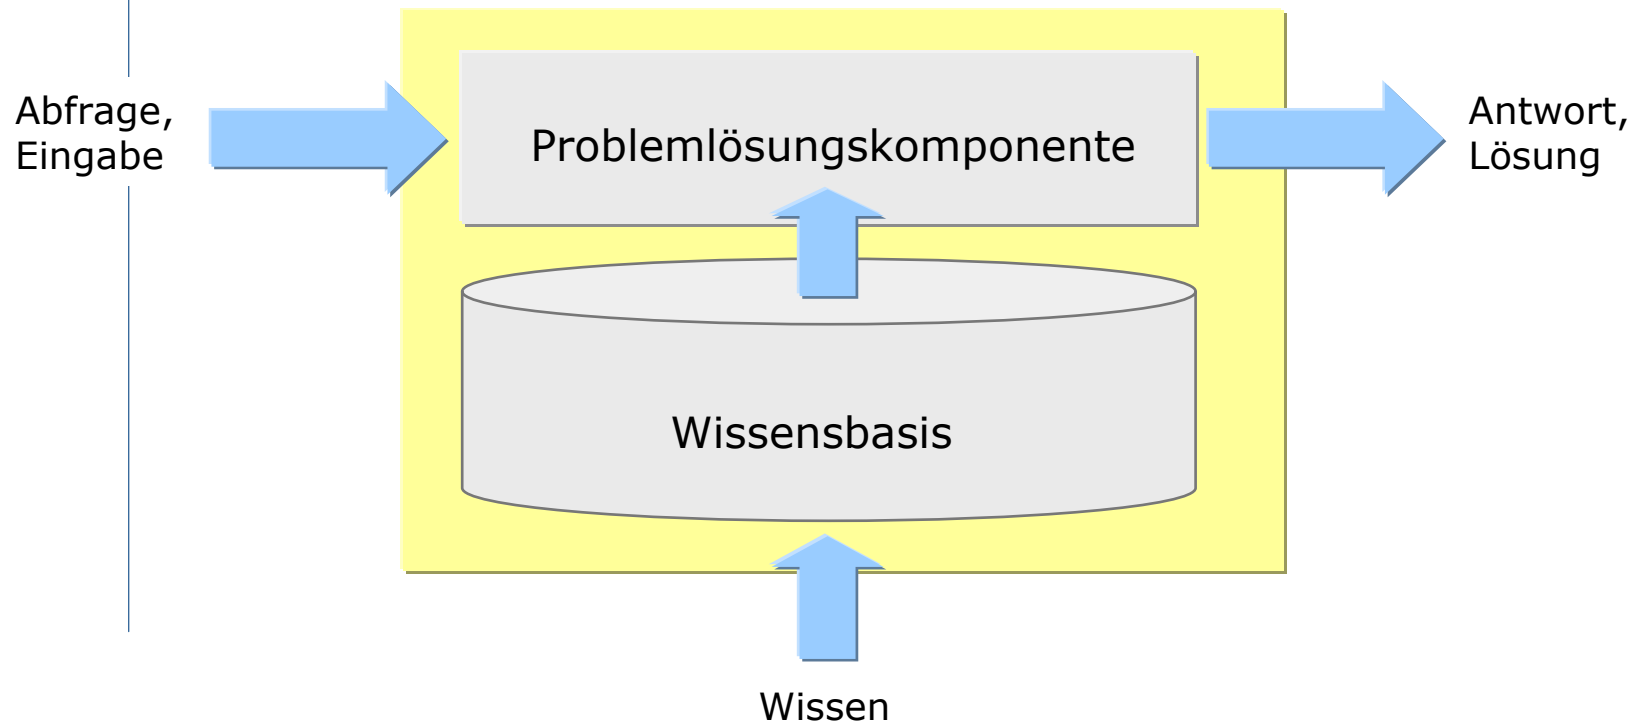 Abfrage,
Eingabe
Problemlösungskomponente
Antwort,
Lösung
Wissensbasis
Wissen